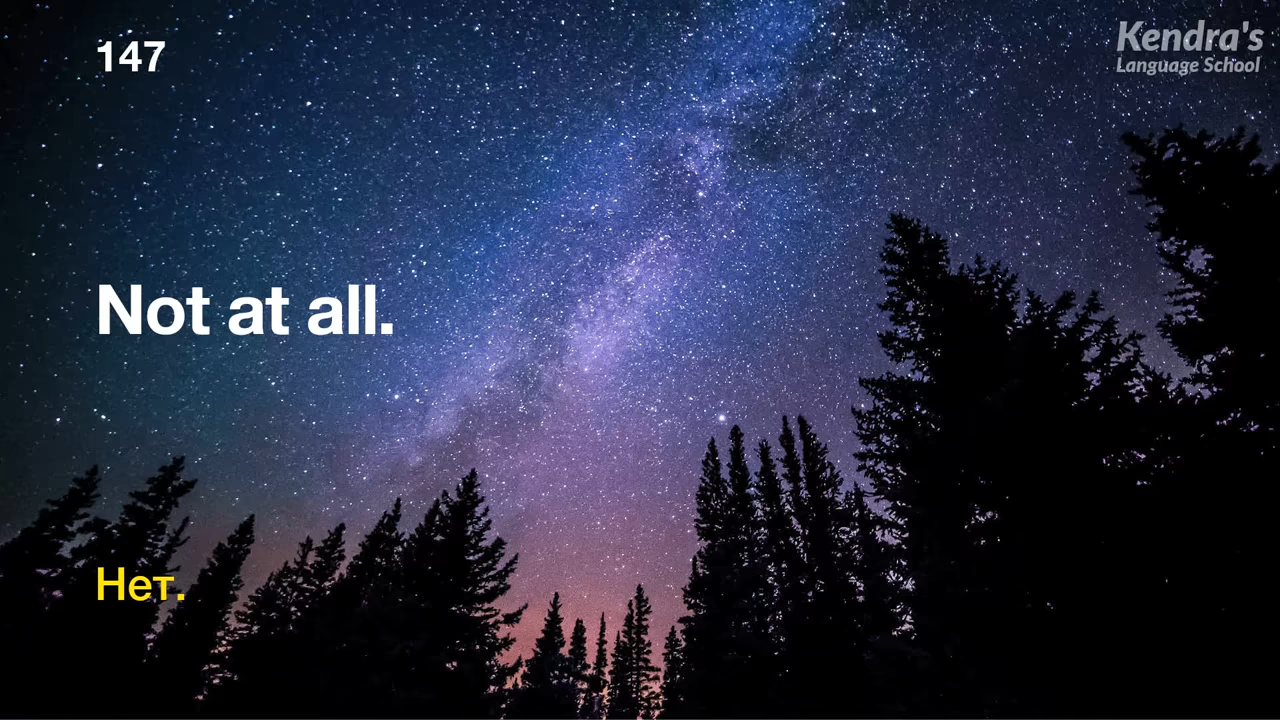 147
Kendra's
Language School
Not at all.
Нет.